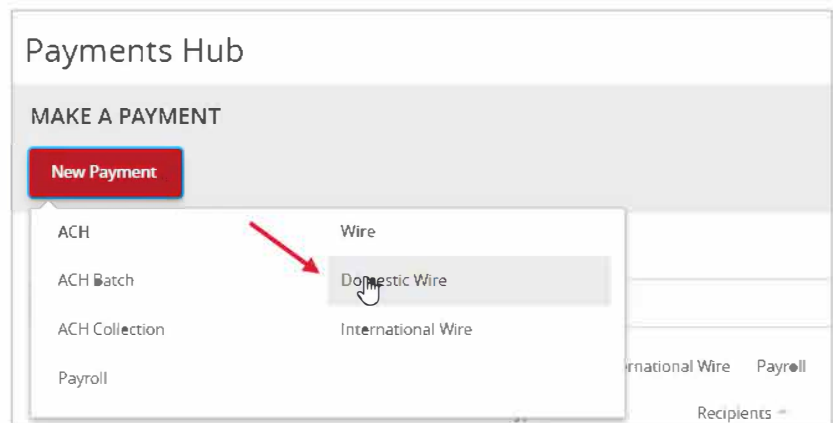 Payments Hub
MAKE A PAYMENT
New Payment
ACH
Wire
ACH Batch
Domestic Wire
ACH Collection
International Wire
Payroll
Wire Payroll
Recipients